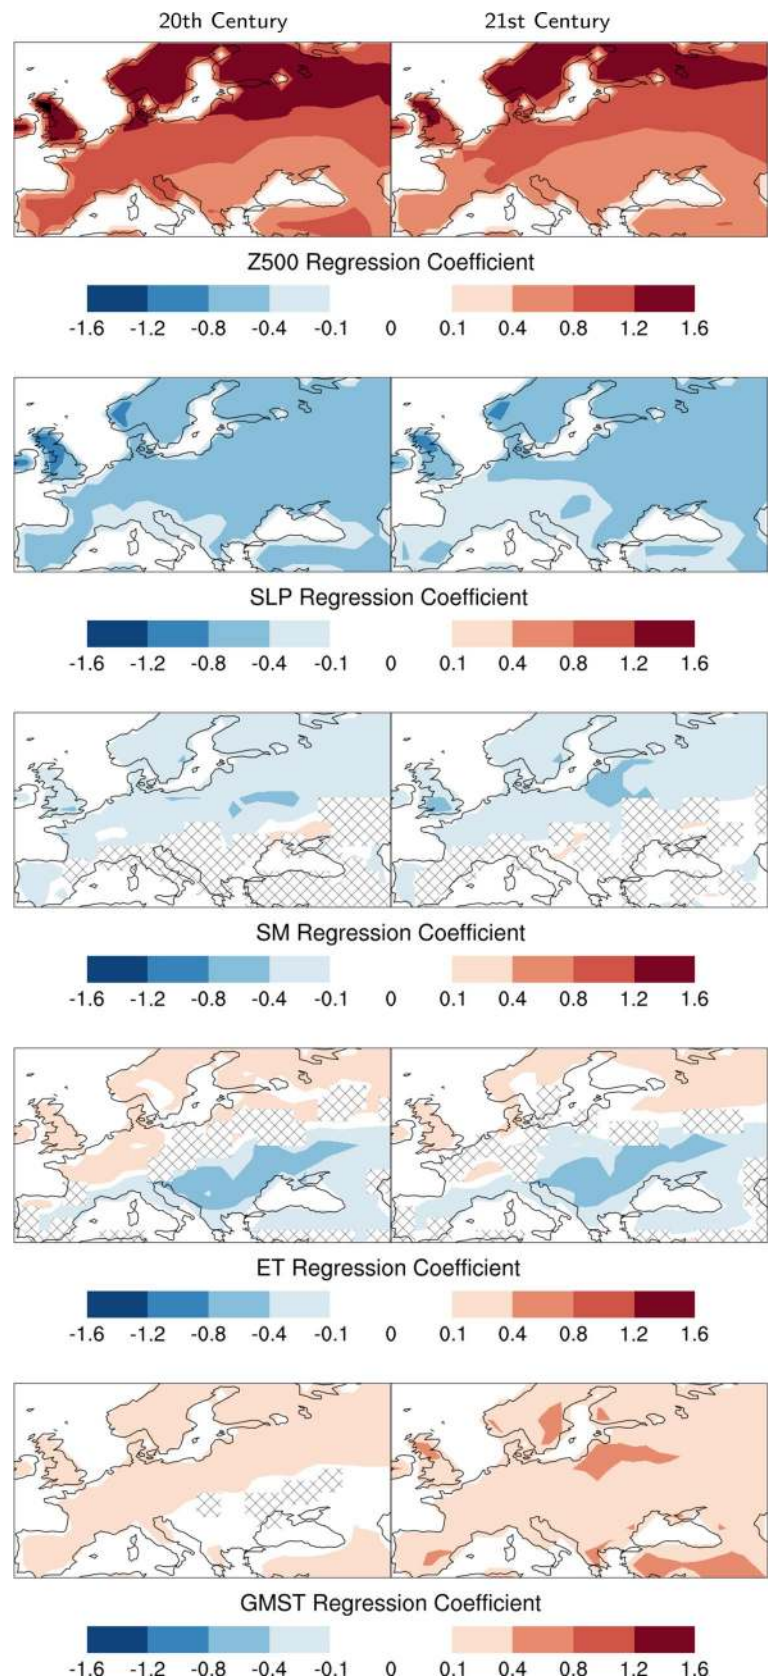 20th Century 21st Century
Z500 Regression Coefficient
-1.6 -1.2 -0.8 -0.4 -0.1 0 0.1 0.4 0.8 1.2 1.6
SLP Regression Coefficient
-1.6 -1.2 -0.8 -0.4 -0.1 0 0.1 0.4 0.8 1.2 1.6
SM Regression Coefficient
-1.6 -1.2 -0.8 -0.4 -0.1 0 0.1 0.4 0.8 1.2 1.6
ET Regression Coefficient
-1.6 -1.2 -0.8 -0.4 -0.1 0 0.1 0.4 0.8 1.2 1.6
GMST Regression Coefficient
-1.6 -1.2 -0.8 -0.4 -0.1 0 0.1 0.4 0.8 1.2 1.6